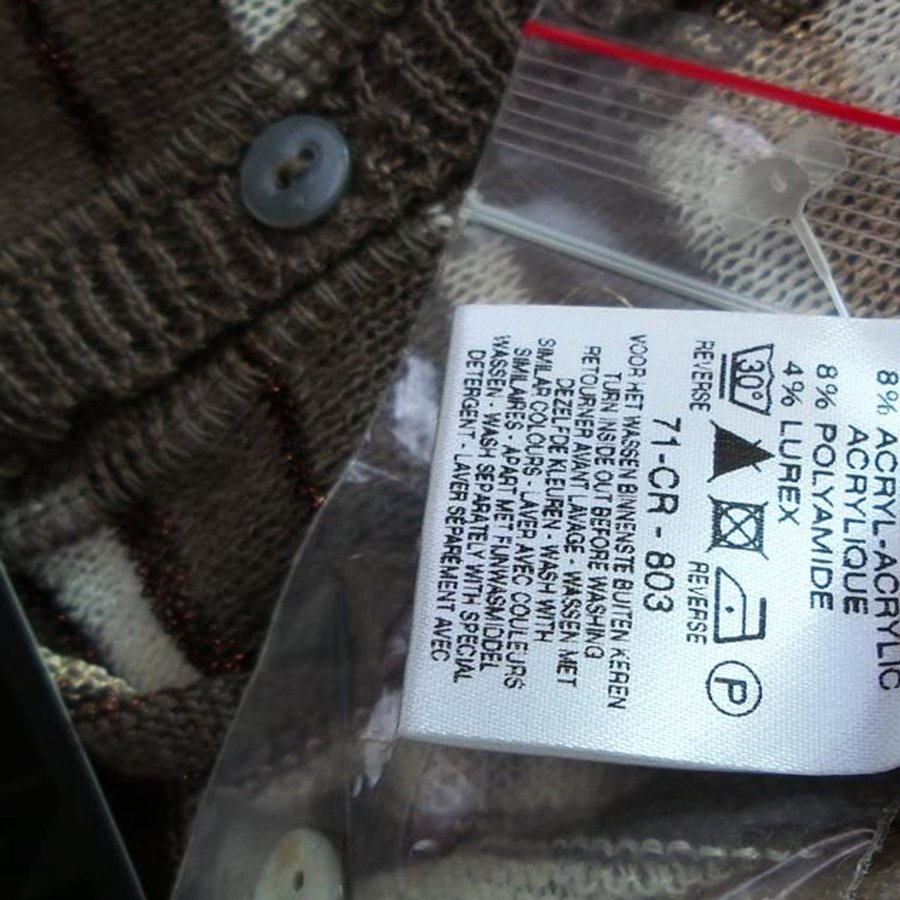 8% ACRYL-ACRYLIC
ACRYLIQUE
8% POLYAMIDE
4% LUREX
30°
P
REVERSE REVERSE
71-CR - 803
VOOR HET WASSEN BINNENSTE BUITEN KEREN
TURN INSIDE OUT BEFORE WASHING
RETOURNER AVANT LAVAGE - WASSEN MET
DEZELFDE KLEUREN - WASH WITH
SIMILAR COLOURS - LAVER AVEC COULEURS
SIMILAIRES - APART MET FIJNWASMIDDEL
WASSEN - WASH SEPARATELY WITH SPECIAL
DETERGENT - LAVER SÉPARÉMENT AVEC